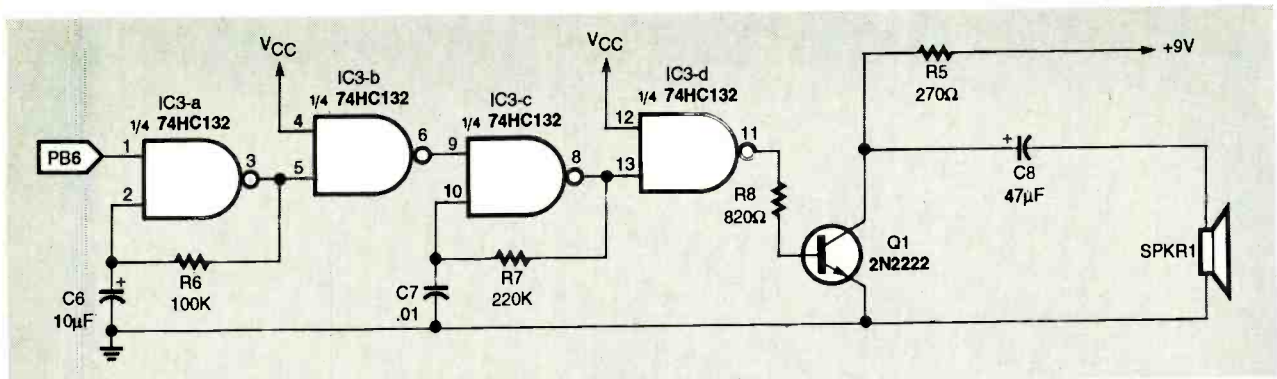 PB6
1
2
3
IC3-a
1/4 74HC132
C6
10µF
+
R6
100K
VCC
4
5
6
IC3-b
1/4 74HC132
9
10
8
IC3-c
1/4 74HC132
C7
.01
R7
220K
VCC
12
13
11
IC3-d
1/4 74HC132
R8
820Ω
Q1
2N2222
R5
270Ω
+9V
+
C8
47µF
SPKR1